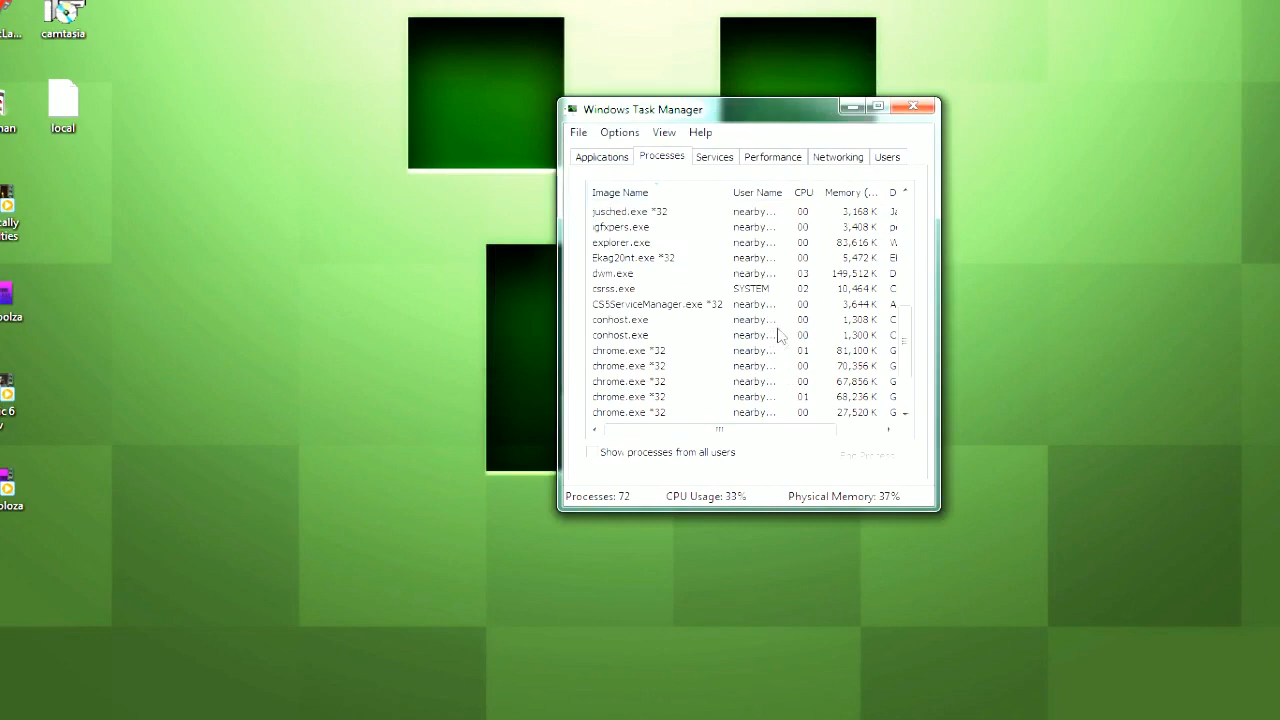 camtasia
local
Windows Task Manager
File Options View Help
Applications Processes Services Performance Networking Users
Image Name User Name CPU Memory (... D
jusched.exe *32 nearby... 00 3,168 K
igfxpers.exe nearby... 00 3,408 K
explorer.exe nearby... 00 83,616 K
Ekag20nt.exe *32 nearby... 00 5,472 K
dwm.exe nearby... 03 149,512 K D
csrss.exe SYSTEM 02 10,464 K C
CS5ServiceManager.exe *32 nearby... 00 3,644 K A
conhost.exe nearby... 00 1,308 K C
conhost.exe nearby... 00 1,300 K C
chrome.exe *32 nearby... 01 81,100 K G
chrome.exe *32 nearby... 00 70,356 K G
chrome.exe *32 nearby... 00 67,856 K G
chrome.exe *32 nearby... 01 68,236 K G
chrome.exe *32 nearby... 00 27,520 K G
Show processes from all users End Process
Processes: 72 CPU Usage: 33% Physical Memory: 37%